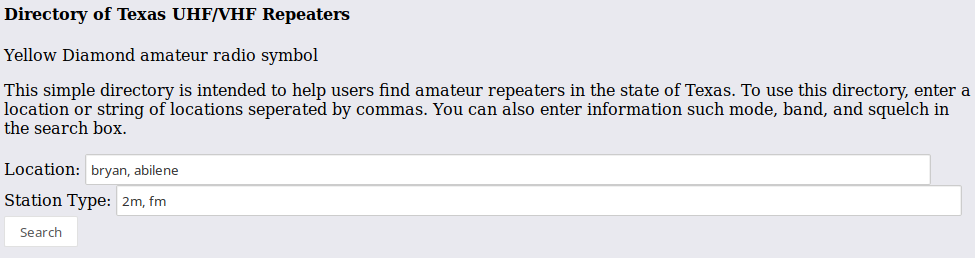 Directory of Texas UHF/VHF Repeaters
Yellow Diamond amateur radio symbol
This simple directory is intended to help users find amateur repeaters in the state of Texas. To use this directory, enter a
location or string of locations seperated by commas. You can also enter information such mode, band, and squelch in
the search box.
Location: bryan, abilene
Station Type: 2m, fm
Search